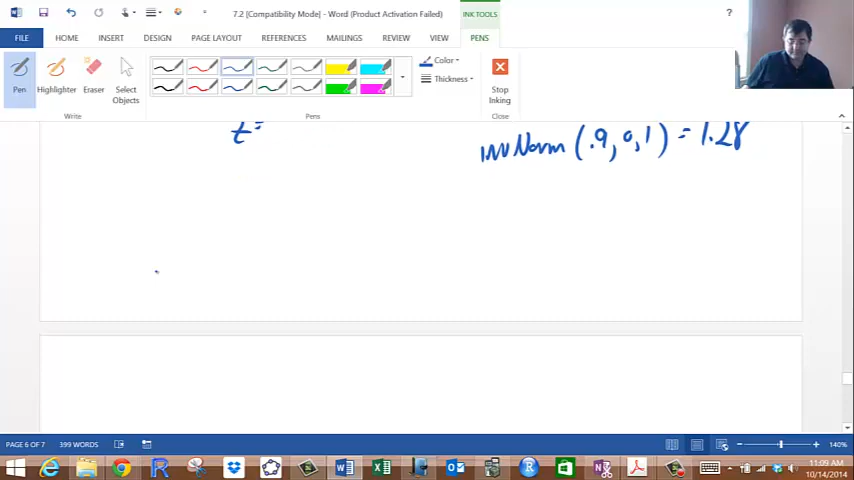 7.2 [Compatibility Mode] - Word (Product Activation Failed)
INK TOOLS
?
FILE
HOME
INSERT
DESIGN
PAGE LAYOUT
REFERENCES
MAILINGS
REVIEW
VIEW
PENS
Pen
Highlighter
Eraser
Select Objects
Color
Thickness
Stop Inking
Write
Pens
Close
z=
invNorm (.9, 0, 1) = 1.28
PAGE 6 OF 7
399 WORDS
140%
11:09 AM
10/14/2014